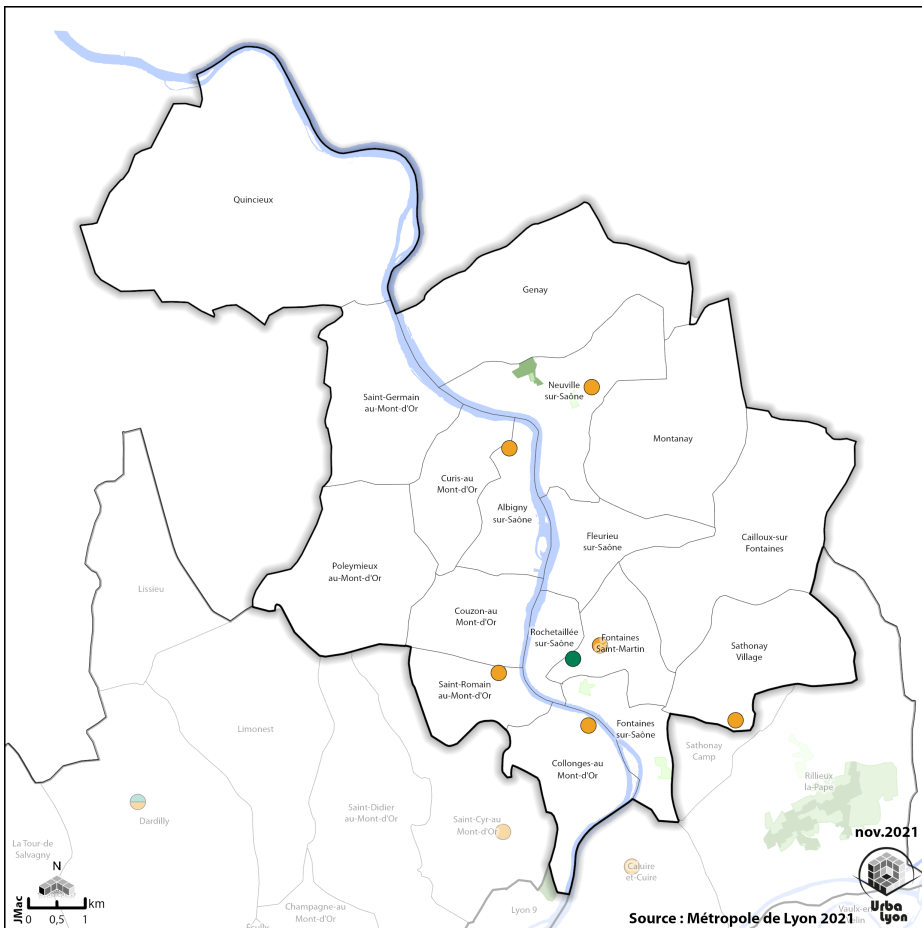 Quincieux
Genay
Neuville
sur-Saône
Saint-Germain
au-Mont-d'Or
Montanay
Curis-au
Mont-d'Or
Albigny
sur-Saône
Fleurieu
sur-Saône
Cailloux-sur
Fontaines
Poleymieux
au-Mont-d'Or
Lissieu
Couzon-au
Mont-d'Or
Rochetaillée
sur-Saône
Fontaines
Saint-Martin
Sathonay
Village
Saint-Romain
au-Mont-d'Or
Fontaines
sur-Saône
Limonest
Sathonay
Camp
Collonges-au
Mont-d'Or
Rillieux
la-Pape
Saint-Didier
au-Mont-d'Or
Dardilly
Saint-Cyr-au
Mont-d'Or
La Tour-de
Salvagny
nov.2021
N
Caluire
et-Cuire
JMac
0 0,5 1 km
Champagne-au
Mont-d'Or
Lyon 9
Source : Métropole de Lyon 2021
Urba
Lyon